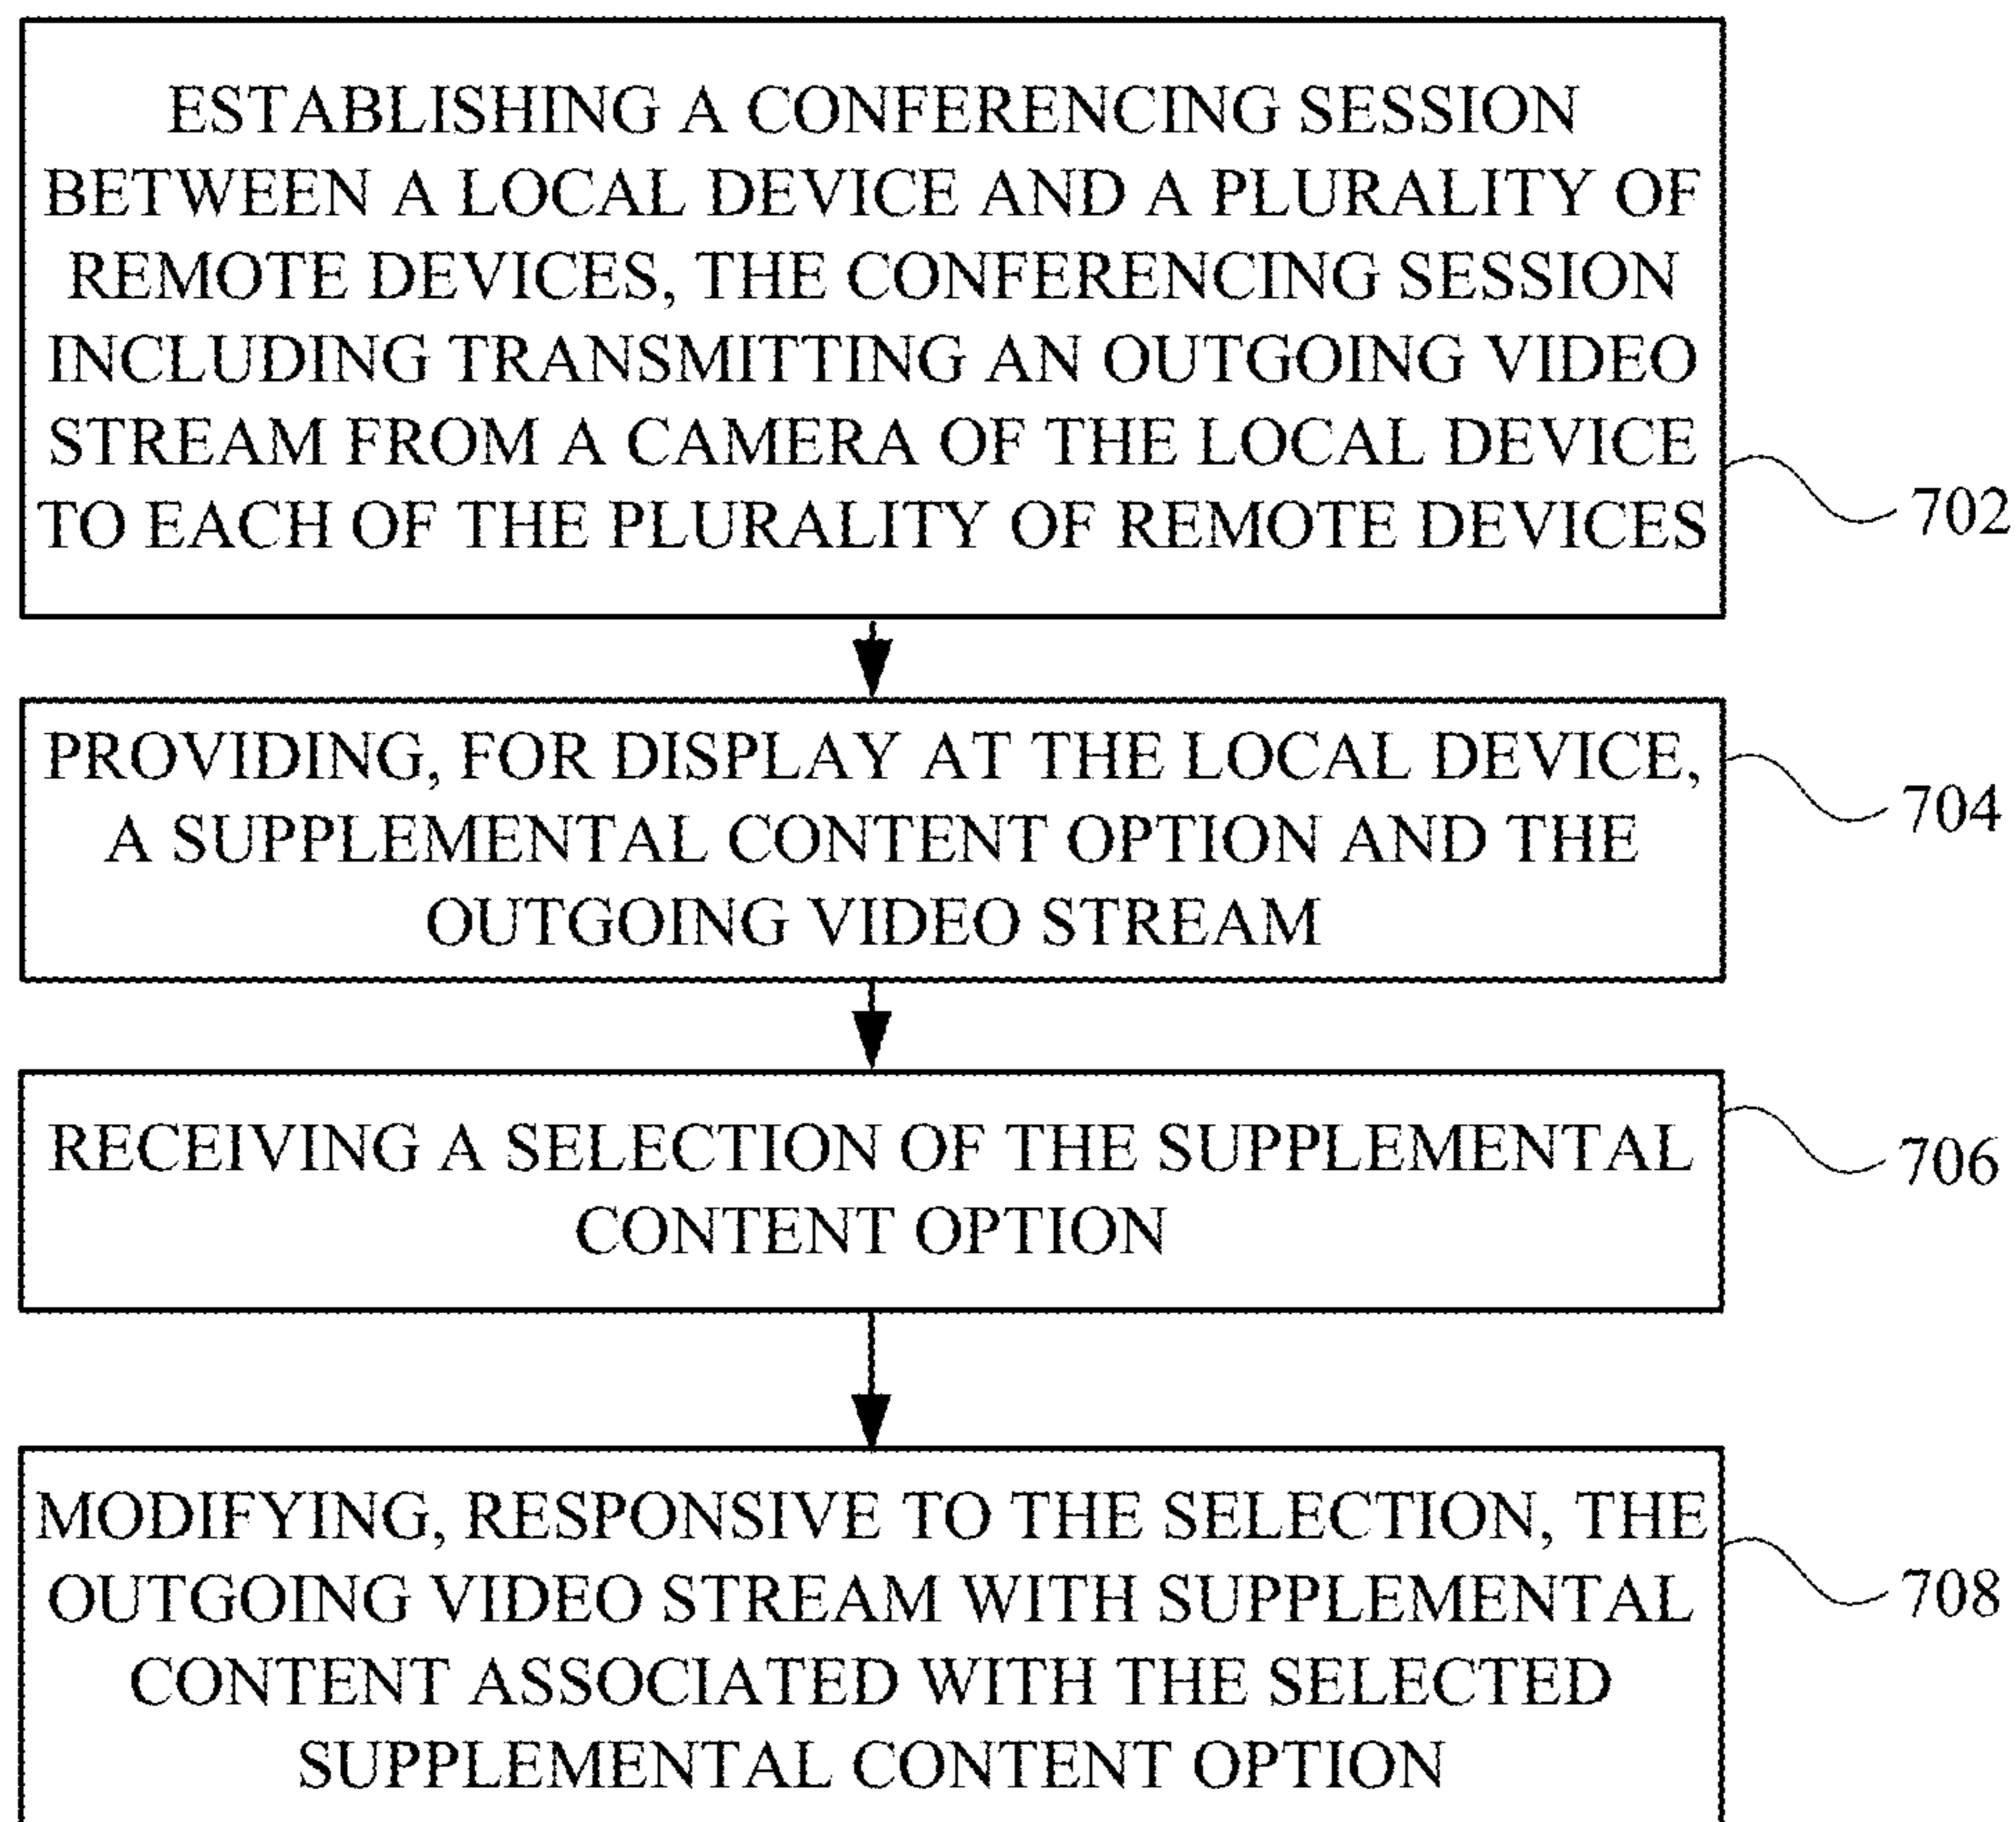 ESTABLISHING A CONFERENCING SESSION
BETWEEN A LOCAL DEVICE AND A PLURALITY OF
REMOTE DEVICES, THE CONFERENCING SESSION
INCLUDING TRANSMITTING AN OUTGOING VIDEO
STREAM FROM A CAMERA OF THE LOCAL DEVICE
TO EACH OF THE PLURALITY OF REMOTE DEVICES
702
PROVIDING, FOR DISPLAY AT THE LOCAL DEVICE,
A SUPPLEMENTAL CONTENT OPTION AND THE
OUTGOING VIDEO STREAM
704
RECEIVING A SELECTION OF THE SUPPLEMENTAL
CONTENT OPTION
706
MODIFYING, RESPONSIVE TO THE SELECTION, THE
OUTGOING VIDEO STREAM WITH SUPPLEMENTAL
CONTENT ASSOCIATED WITH THE SELECTED
SUPPLEMENTAL CONTENT OPTION
708